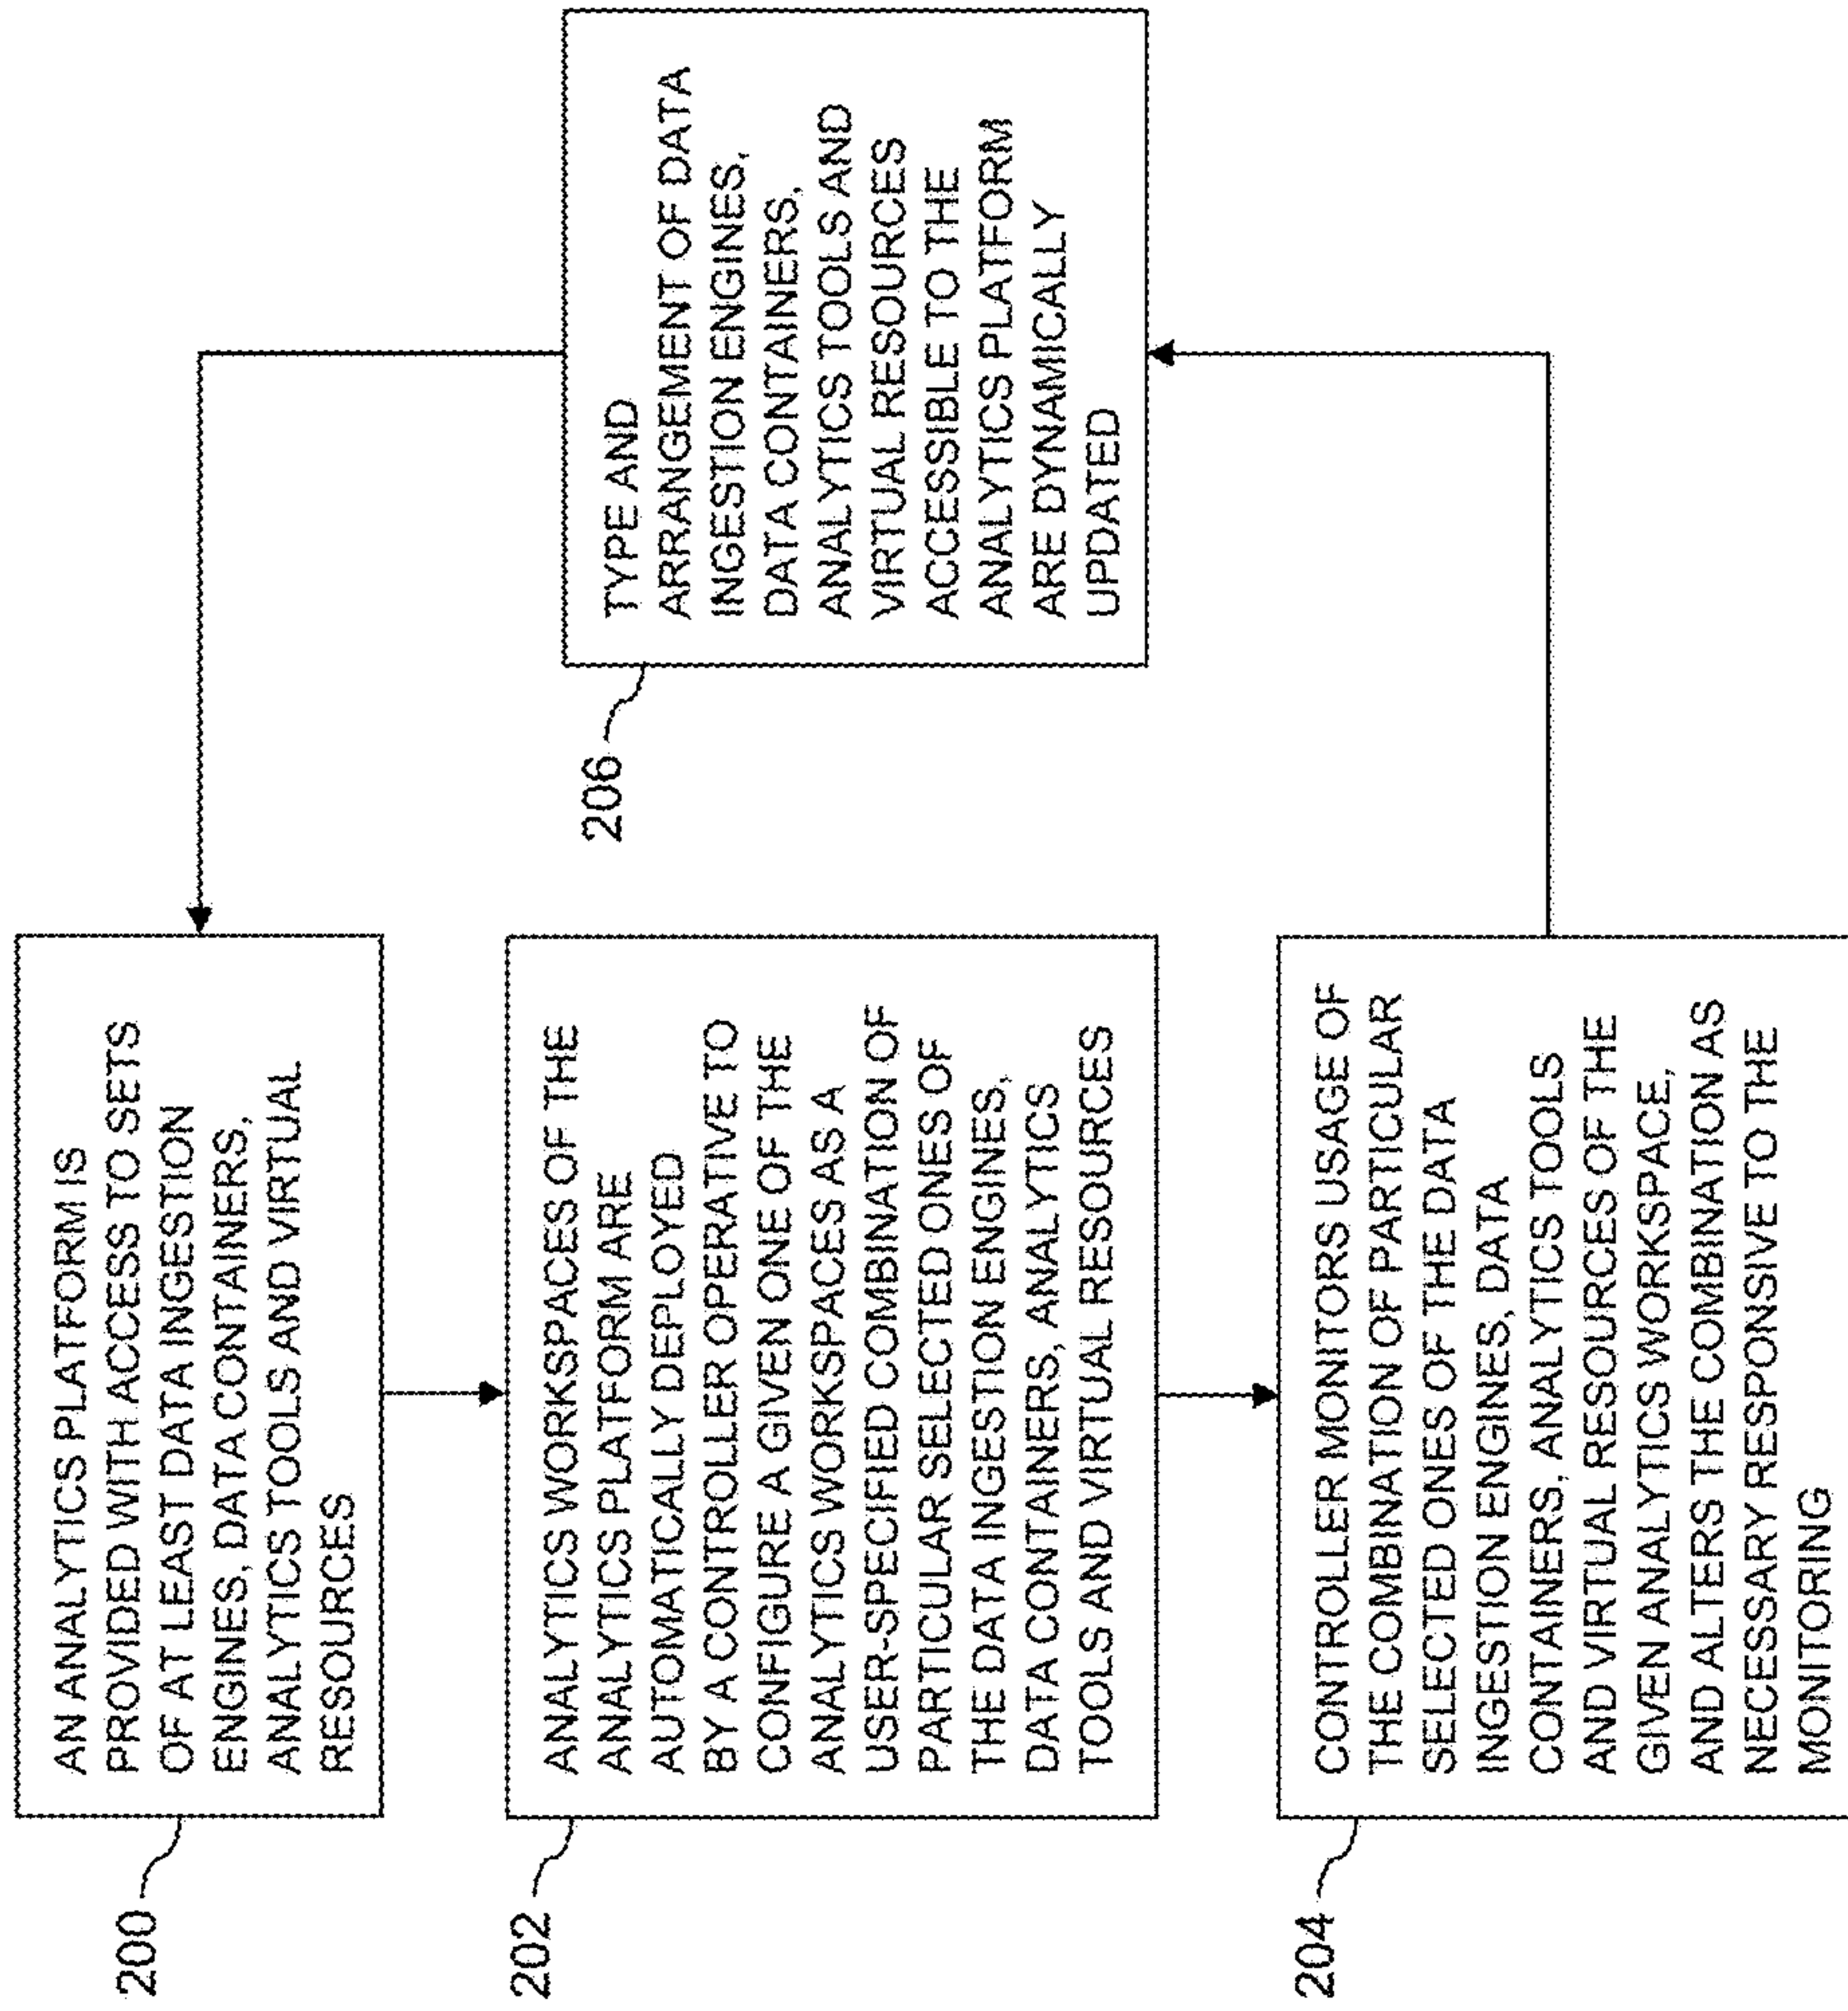 200
AN ANALYTICS PLATFORM IS
PROVIDED WITH ACCESS TO SETS
OF AT LEAST DATA INGESTION
ENGINES, DATA CONTAINERS,
ANALYTICS TOOLS AND VIRTUAL
RESOURCES
202
ANALYTICS WORKSPACES OF THE
ANALYTICS PLATFORM ARE
AUTOMATICALLY DEPLOYED
BY A CONTROLLER OPERATIVE TO
CONFIGURE A GIVEN ONE OF THE
ANALYTICS WORKSPACES AS A
USER-SPECIFIED COMBINATION OF
PARTICULAR SELECTED ONES OF
THE DATA INGESTION ENGINES,
DATA CONTAINERS, ANALYTICS
TOOLS AND VIRTUAL RESOURCES
204
CONTROLLER MONITORS USAGE OF
THE COMBINATION OF PARTICULAR
SELECTED ONES OF THE DATA
INGESTION ENGINES, DATA
CONTAINERS, ANALYTICS TOOLS
AND VIRTUAL RESOURCES OF THE
GIVEN ANALYTICS WORKSPACE,
AND ALTERS THE COMBINATION AS
NECESSARY RESPONSIVE TO THE
MONITORING
206
TYPE AND
ARRANGEMENT OF DATA
INGESTION ENGINES,
DATA CONTAINERS,
ANALYTICS TOOLS AND
VIRTUAL RESOURCES
ACCESSIBLE TO THE
ANALYTICS PLATFORM
ARE DYNAMICALLY
UPDATED